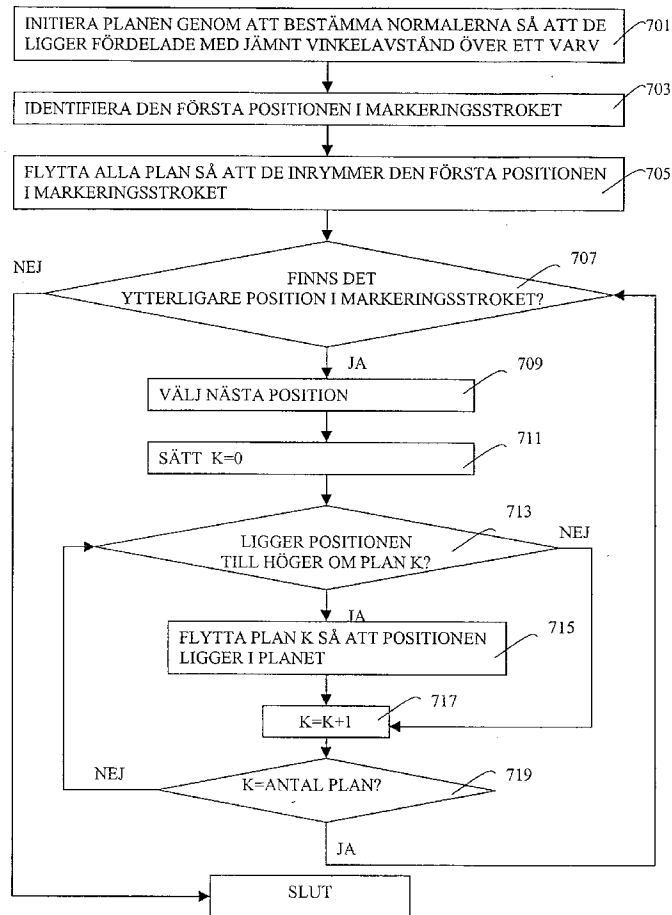 INITIERA PLANEN GENOM ATT BESTÄMMA NORMALERNA SÅ ATT DE
LIGGER FÖRDELADE MED JÄMNT VINKELAVSTÅND ÖVER ETT VARV
701
703
IDENTIFIERA DEN FÖRSTA POSITIONEN I MARKERINGSSTROKET
FLYTTA ALLA PLAN SÅ ATT DE INRYMMER DEN FÖRSTA POSITIONEN
I MARKERINGSSTROKET
705
NEJ
707
FINNS DET
YTTERLIGARE POSITION I MARKERINGSSTROKET?
JA
709
VÄLJ NÄSTA POSITION
711
SÄTT K=0
713
NEJ
LIGGER POSITIONEN
TILL HÖGER OM PLAN K?
JA
715
FLYTTA PLAN K SÅ ATT POSITIONEN
LIGGER I PLANET
717
K=K+1
NEJ
K=ANTAL PLAN?
719
JA
SLUT